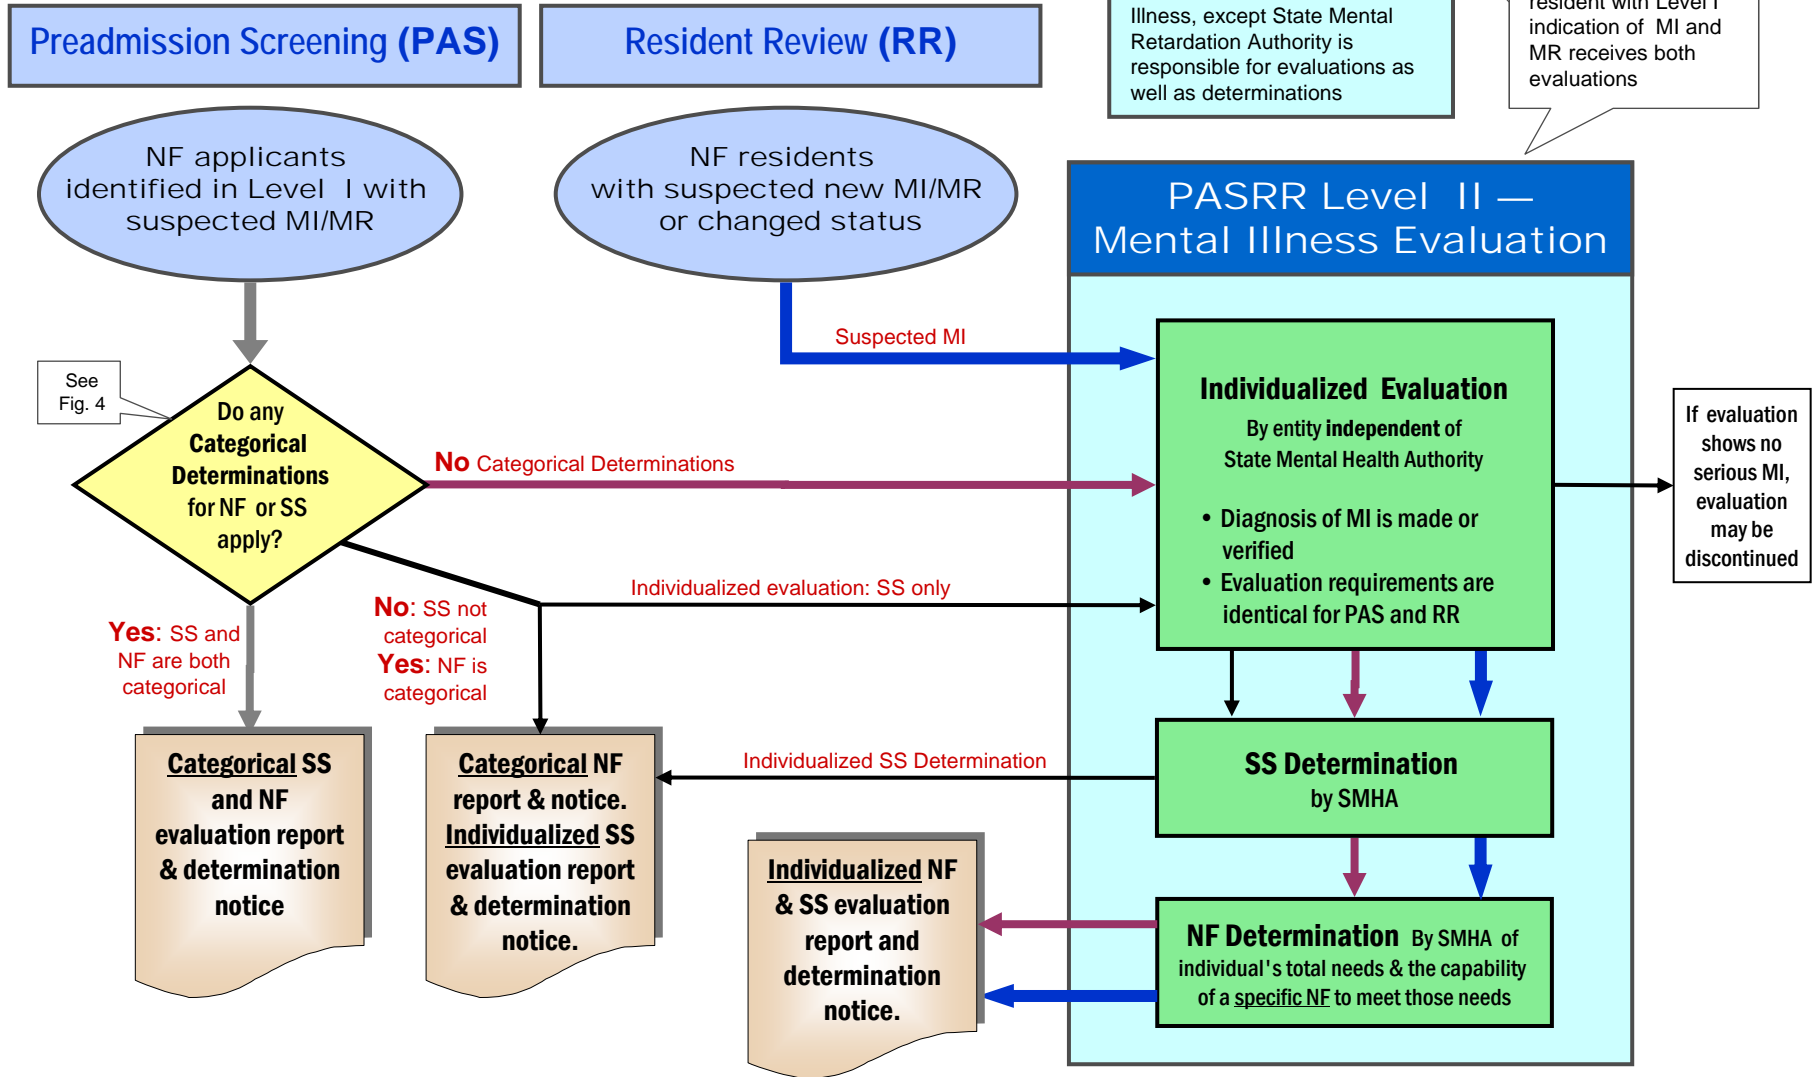 Preadmission Screening (PAS)
Resident Review (RR)
Illness, except State Mental
Retardation Authority is
responsible for evaluations as
well as determinations
resident with Level I
indication of MI and
MR receives both
evaluations
NF applicants
identified in Level I with
suspected MI/MR
NF residents
with suspected new MI/MR
or changed status
PASRR Level II —
Mental Illness Evaluation
See
Fig. 4
Do any
Categorical
Determinations
for NF or SS
apply?
Suspected MI
No Categorical Determinations
Individualized evaluation: SS only
Yes: SS and
NF are both
categorical
No: SS not
categorical
Yes: NF is
categorical
Individualized Evaluation
By entity independent of
State Mental Health Authority
• Diagnosis of MI is made or
verified
• Evaluation requirements are
identical for PAS and RR
If evaluation
shows no
serious MI,
evaluation
may be
discontinued
Categorical SS
and NF
evaluation report
& determination
notice
Categorical NF
report & notice.
Individualized SS
evaluation report
& determination
notice.
Individualized SS Determination
SS Determination
by SMHA
Individualized NF
& SS evaluation
report and
determination
notice.
NF Determination By SMHA of
individual's total needs & the capability
of a specific NF to meet those needs